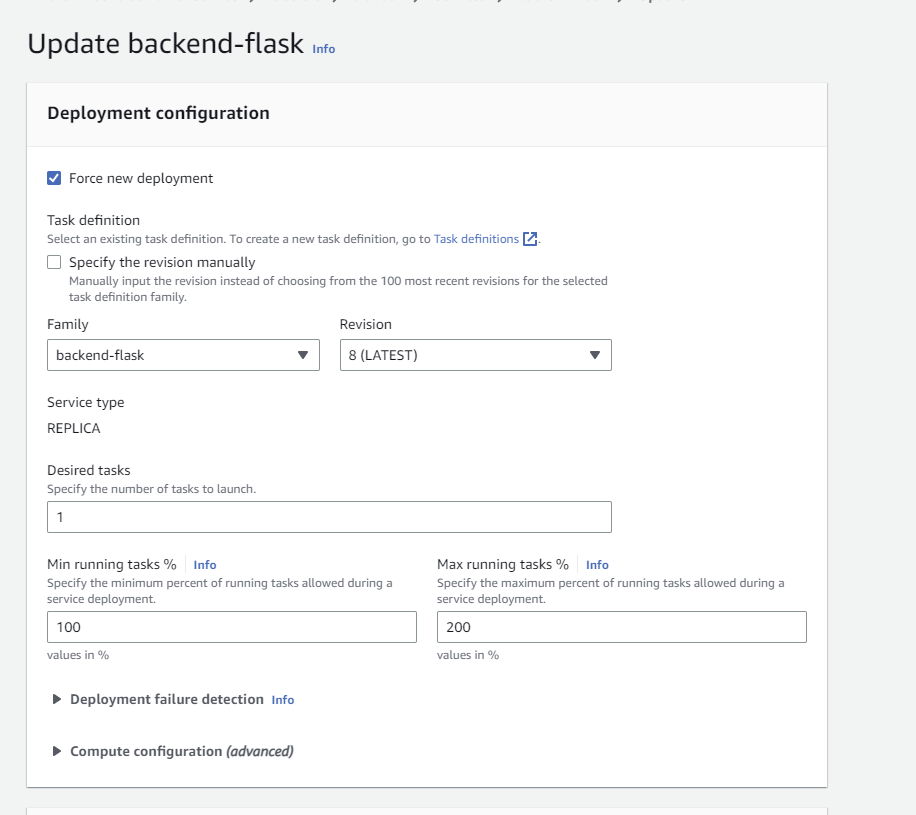 Update backend-flask Info
Deployment configuration
Force new deployment
Task definition
Select an existing task definition. To create a new task definition, go to Task definitions.
Specify the revision manually
Manually input the revision instead of choosing from the 100 most recent revisions for the selected
task definition family.
Family
Revision
backend-flask
8 (LATEST)
Service type
REPLICA
Desired tasks
Specify the number of tasks to launch.
1
Min running tasks % Info
Specify the minimum percent of running tasks allowed during a
service deployment.
100
values in %
Max running tasks % Info
Specify the maximum percent of running tasks allowed during a
service deployment.
200
values in %
Deployment failure detection Info
Compute configuration (advanced)